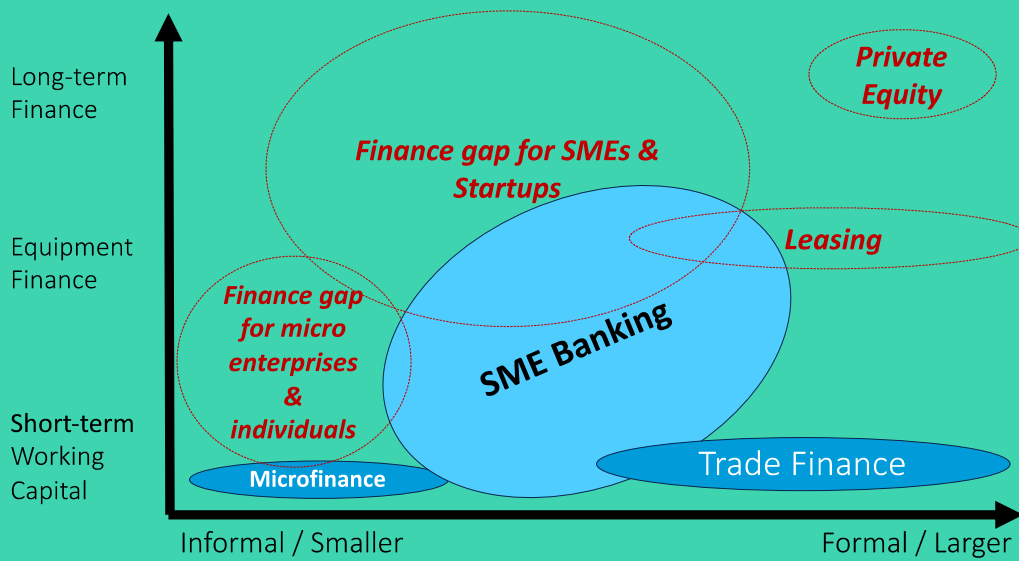 Long-term
Finance
Private
Equity
Finance gap for SMEs &
Startups
Equipment
Finance
Leasing
Finance gap
for micro
enterprises
&
individuals
SME Banking
Short-term
Working
Capital
Microfinance
Trade Finance
Informal / Smaller
Formal / Larger